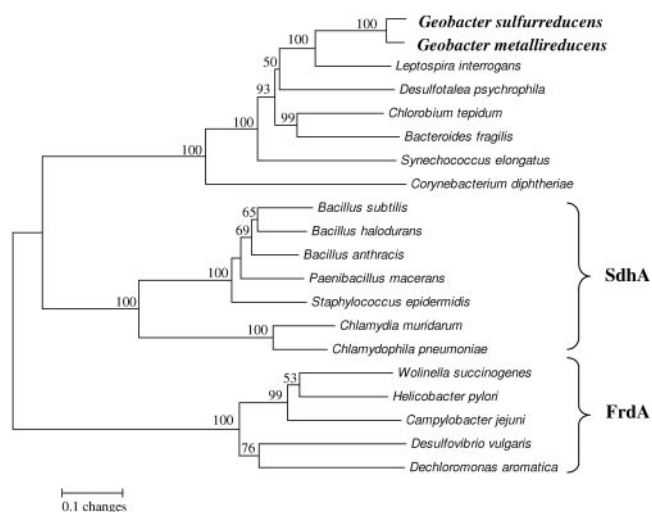 100 Geobacter sulfurreducens
100 Geobacter metallireducens
50 Leptospira interrogans
93 Desulfotalea psychrophila
Chlorobium tepidum
100 99 Bacteroides fragilis
100 Synechococcus elongatus
Corynebacterium diphtheriae
65 Bacillus subtilis
69 Bacillus halodurans
Bacillus anthracis
100 Paenibacillus macerans SdhA
100 Staphylococcus epidermidis
100 Chlamydia muridarum
Chlamydophila pneumoniae
53 Wolinella succinogenes
99 Helicobacter pylori FrdA
100 Campylobacter jejuni
76 Desulfovibrio vulgaris
Dechloromonas aromatica
0.1 changes